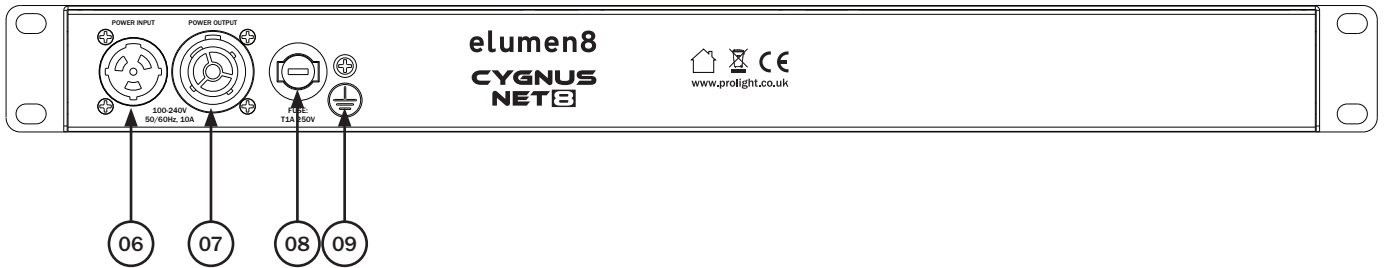 POWER INPUT
POWER OUTPUT
100-240V
50/60Hz, 10A
FUSE:
T1A 250V
elumen8
CYGNUS
NET8
CE
www.prolight.co.uk
06
07
08
09